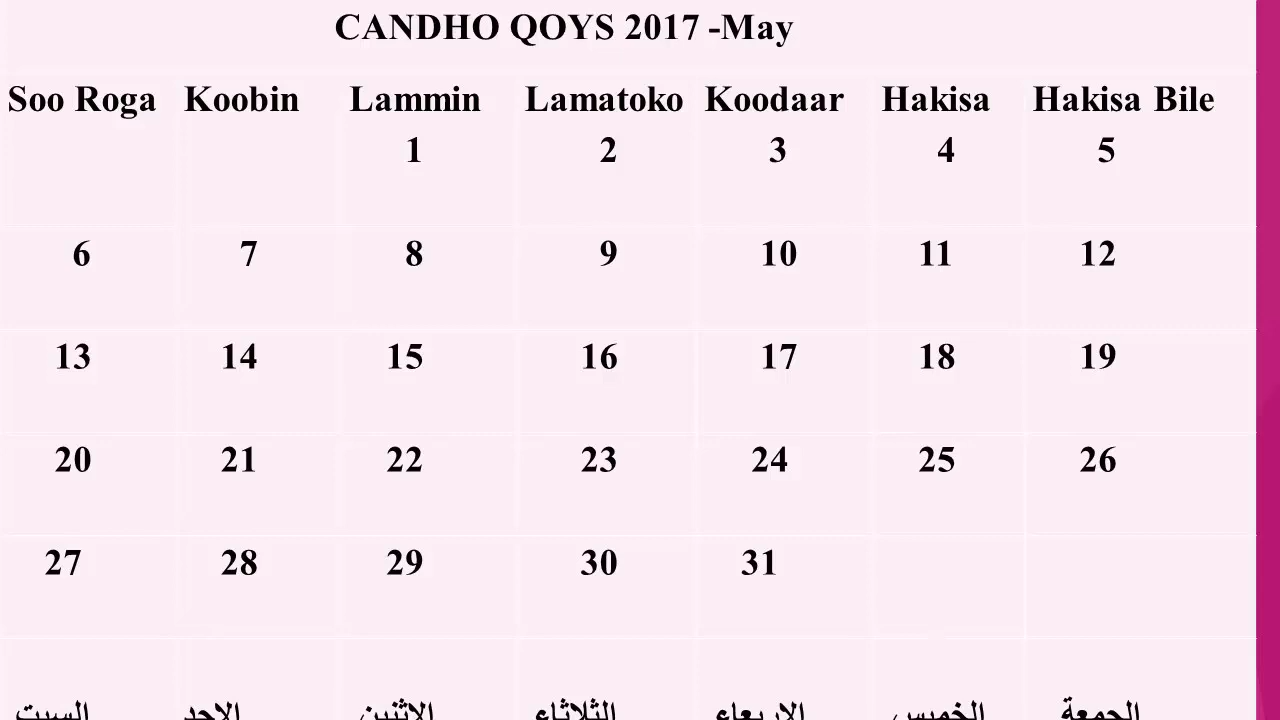 CANDHO QOYS 2017 -May
Soo Roga Koobin Lammin Lamatoko Koodaar Hakisa Hakisa Bile
1 2 3 4 5
6 7 8 9 10 11 12
13 14 15 16 17 18 19
20 21 22 23 24 25 26
27 28 29 30 31
السبت الاحد الاثنين الثلاثاء الاربعاء الخميس الجمعة